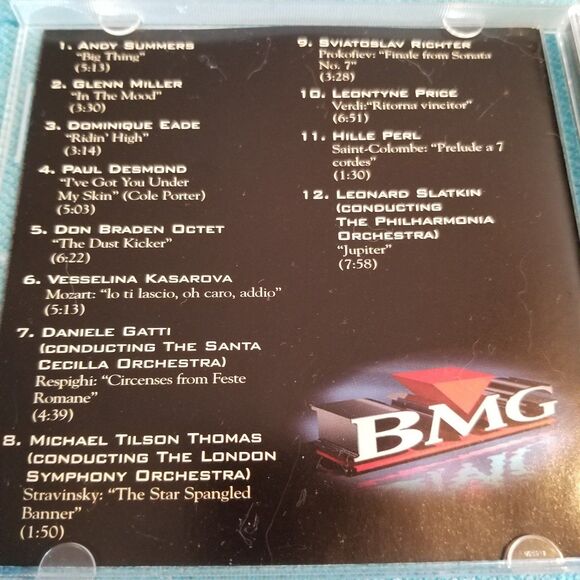 1. Andy Summers
"Big Thing"
(5:13)
2. Glenn Miller
"In The Mood"
(3:30)
3. Dominique Eade
"Ridin' High"
(3:14)
4. Paul Desmond
"I've Got You Under
My Skin" (Cole Porter)
(5:03)
5. Don Braden Octet
"The Dust Kicker"
(6:22)
6. Vesselina Kasarova
Mozart: "Io ti lascio, oh caro, addio"
(5:13)
7. Daniele Gatti
(conducting The Santa
Cecilla Orchestra)
Respighi: "Circenses from Feste
Romane"
(4:39)
8. Michael Tilson Thomas
(conducting The London
Symphony Orchestra)
Stravinsky: "The Star Spangled
Banner"
(1:50)
9. Sviatoslav Richter
Prokofiev: "Finale from Sonata
No. 7"
(3:28)
10. Leontyne Price
Verdi: "Ritorna vincitor"
(6:51)
11. Hille Perl
Saint-Colombe: "Prelude a 7
cordes"
(1:30)
12. Leonard Slatkin
(conducting
The Philharmonia
Orchestra)
"Jupiter"
(7:58)
BMG